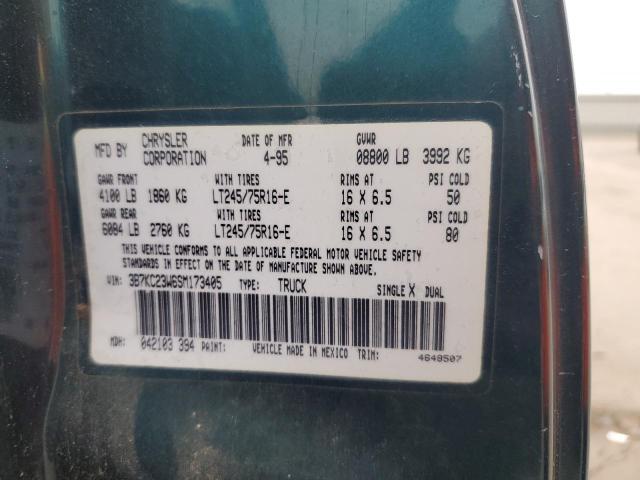 MFD BY CHRYSLER CORPORATION DATE OF MFR 4-95 GVWR 08800 LB 3992 KG
GAWR FRONT WITH TIRES RIMS AT PSI COLD
4100 LB 1860 KG LT245/75R16-E 16 X 6.5 50
GAWR REAR WITH TIRES RIMS AT PSI COLD
6084 LB 2760 KG LT245/75R16-E 16 X 6.5 80
THIS VEHICLE CONFORMS TO ALL APPLICABLE FEDERAL MOTOR VEHICLE SAFETY
STANDARDS IN EFFECT ON THE DATE OF MANUFACTURE SHOWN ABOVE.
VIN: 3B7KC23W6SM173405 TYPE: TRUCK SINGLE X DUAL
MDH: 042103 394 PAINT: VEHICLE MADE IN MEXICO TRIM: 4648507